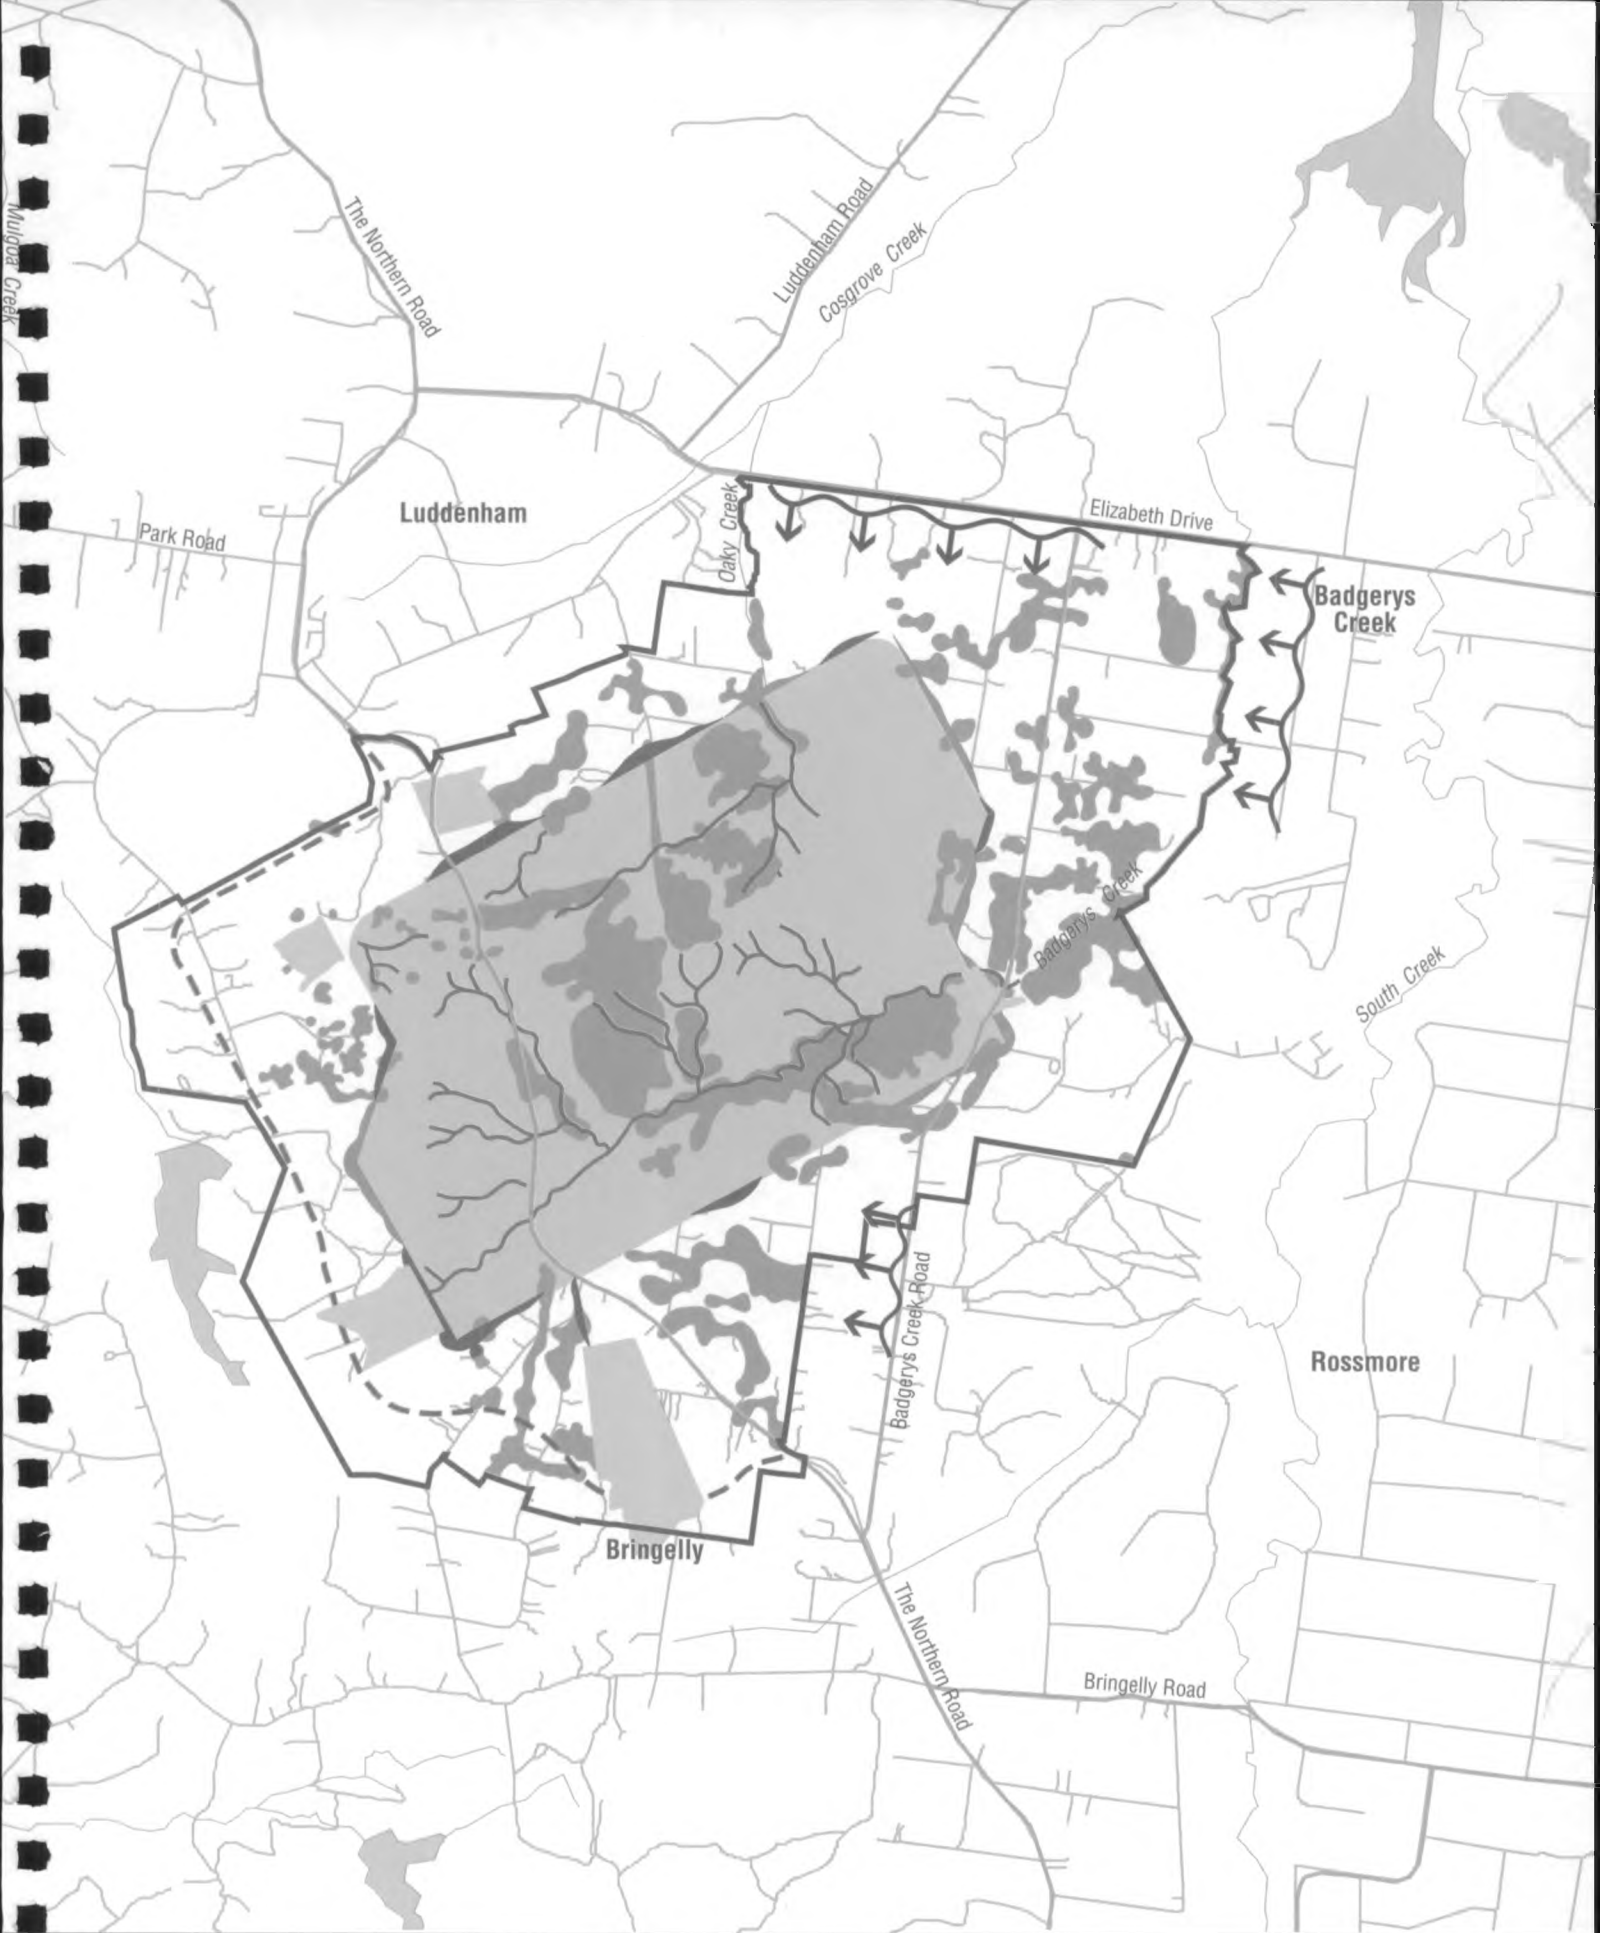 Mulgoa Creek
The Northern Road
Luddenham Road
Cosgrove Creek
Luddenham
Park Road
Oaky Creek
Elizabeth Drive
Badgerys
Creek
Badgerys Creek
South Creek
Badgerys Creek Road
Rossmore
Bringelly
The Northern Road
Bringelly Road